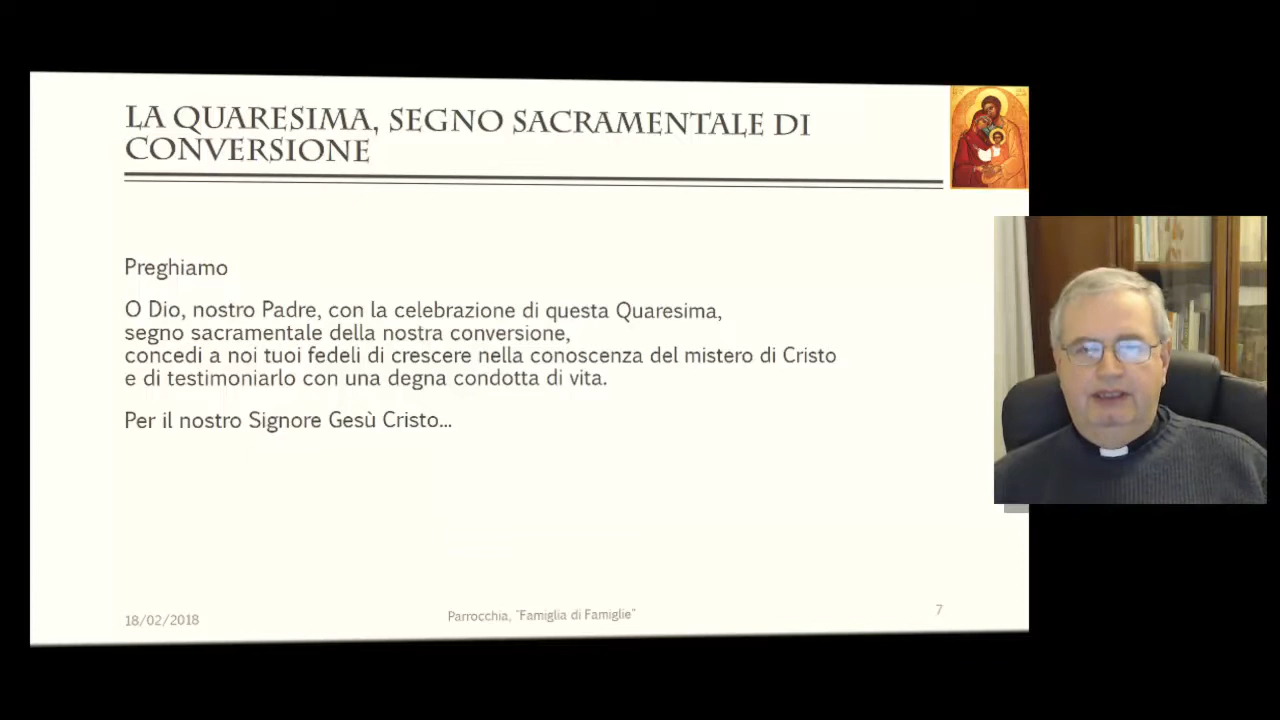 LA QUARESIMA, SEGNO SACRAMENTALE DI
CONVERSIONE
Preghiamo
O Dio, nostro Padre, con la celebrazione di questa Quaresima,
segno sacramentale della nostra conversione,
concedi a noi tuoi fedeli di crescere nella conoscenza del mistero di Cristo
e di testimoniarlo con una degna condotta di vita.
Per il nostro Signore Gesù Cristo...
18/02/2018
Parrocchia, "Famiglia di Famiglie"
7